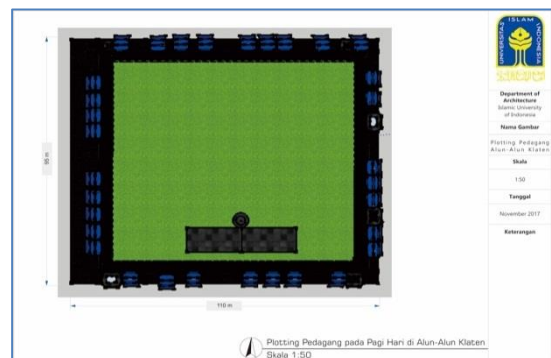 95 m
110 m
Plotting Pedagang pada Pagi Hari di Alun-Alun Klaten
Skala 1:50
UNIVERSITAS ISLAM INDONESIA
Department of
Architecture
Islamic University
of Indonesia
Nama Gambar
Plotting Pedagang
Alun-Alun Klaten
Skala
1:50
Tanggal
November 2017
Keterangan